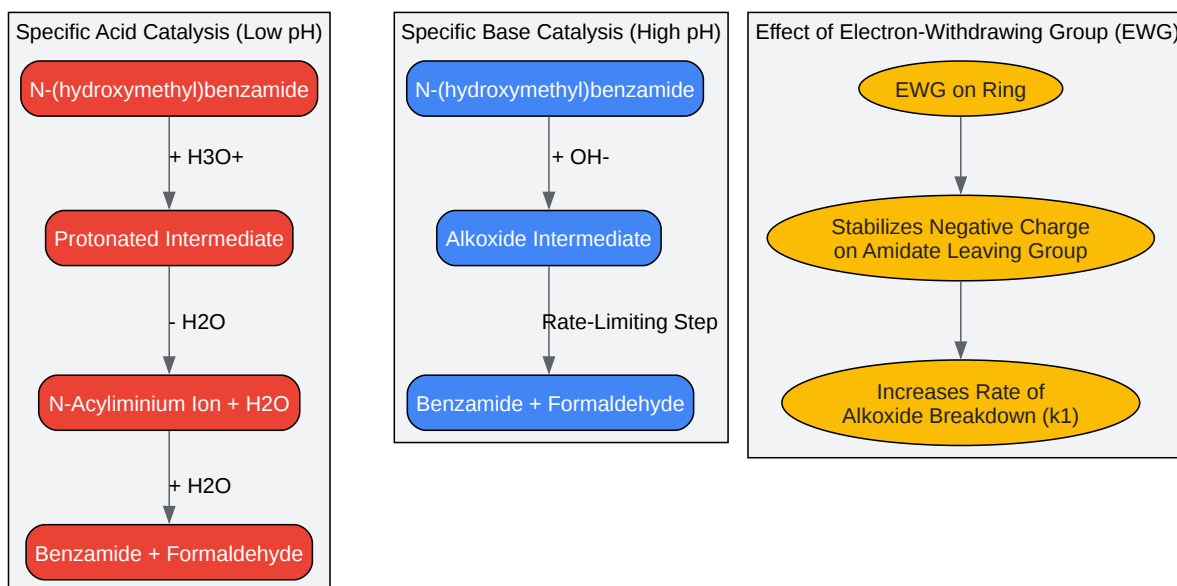 Specific Acid Catalysis (Low pH)
N-(hydroxymethyl)benzamide
+ H3O+
Protonated Intermediate
- H2O
N-Acyliminium Ion + H2O
+ H2O
Benzamide + Formaldehyde
Specific Base Catalysis (High pH)
N-(hydroxymethyl)benzamide
+ OH-
Alkoxide Intermediate
Rate-Limiting Step
Benzamide + Formaldehyde
Effect of Electron-Withdrawing Group (EWG)
EWG on Ring
Stabilizes Negative Charge
on Amidate Leaving Group
Increases Rate of
Alkoxide Breakdown (k1)